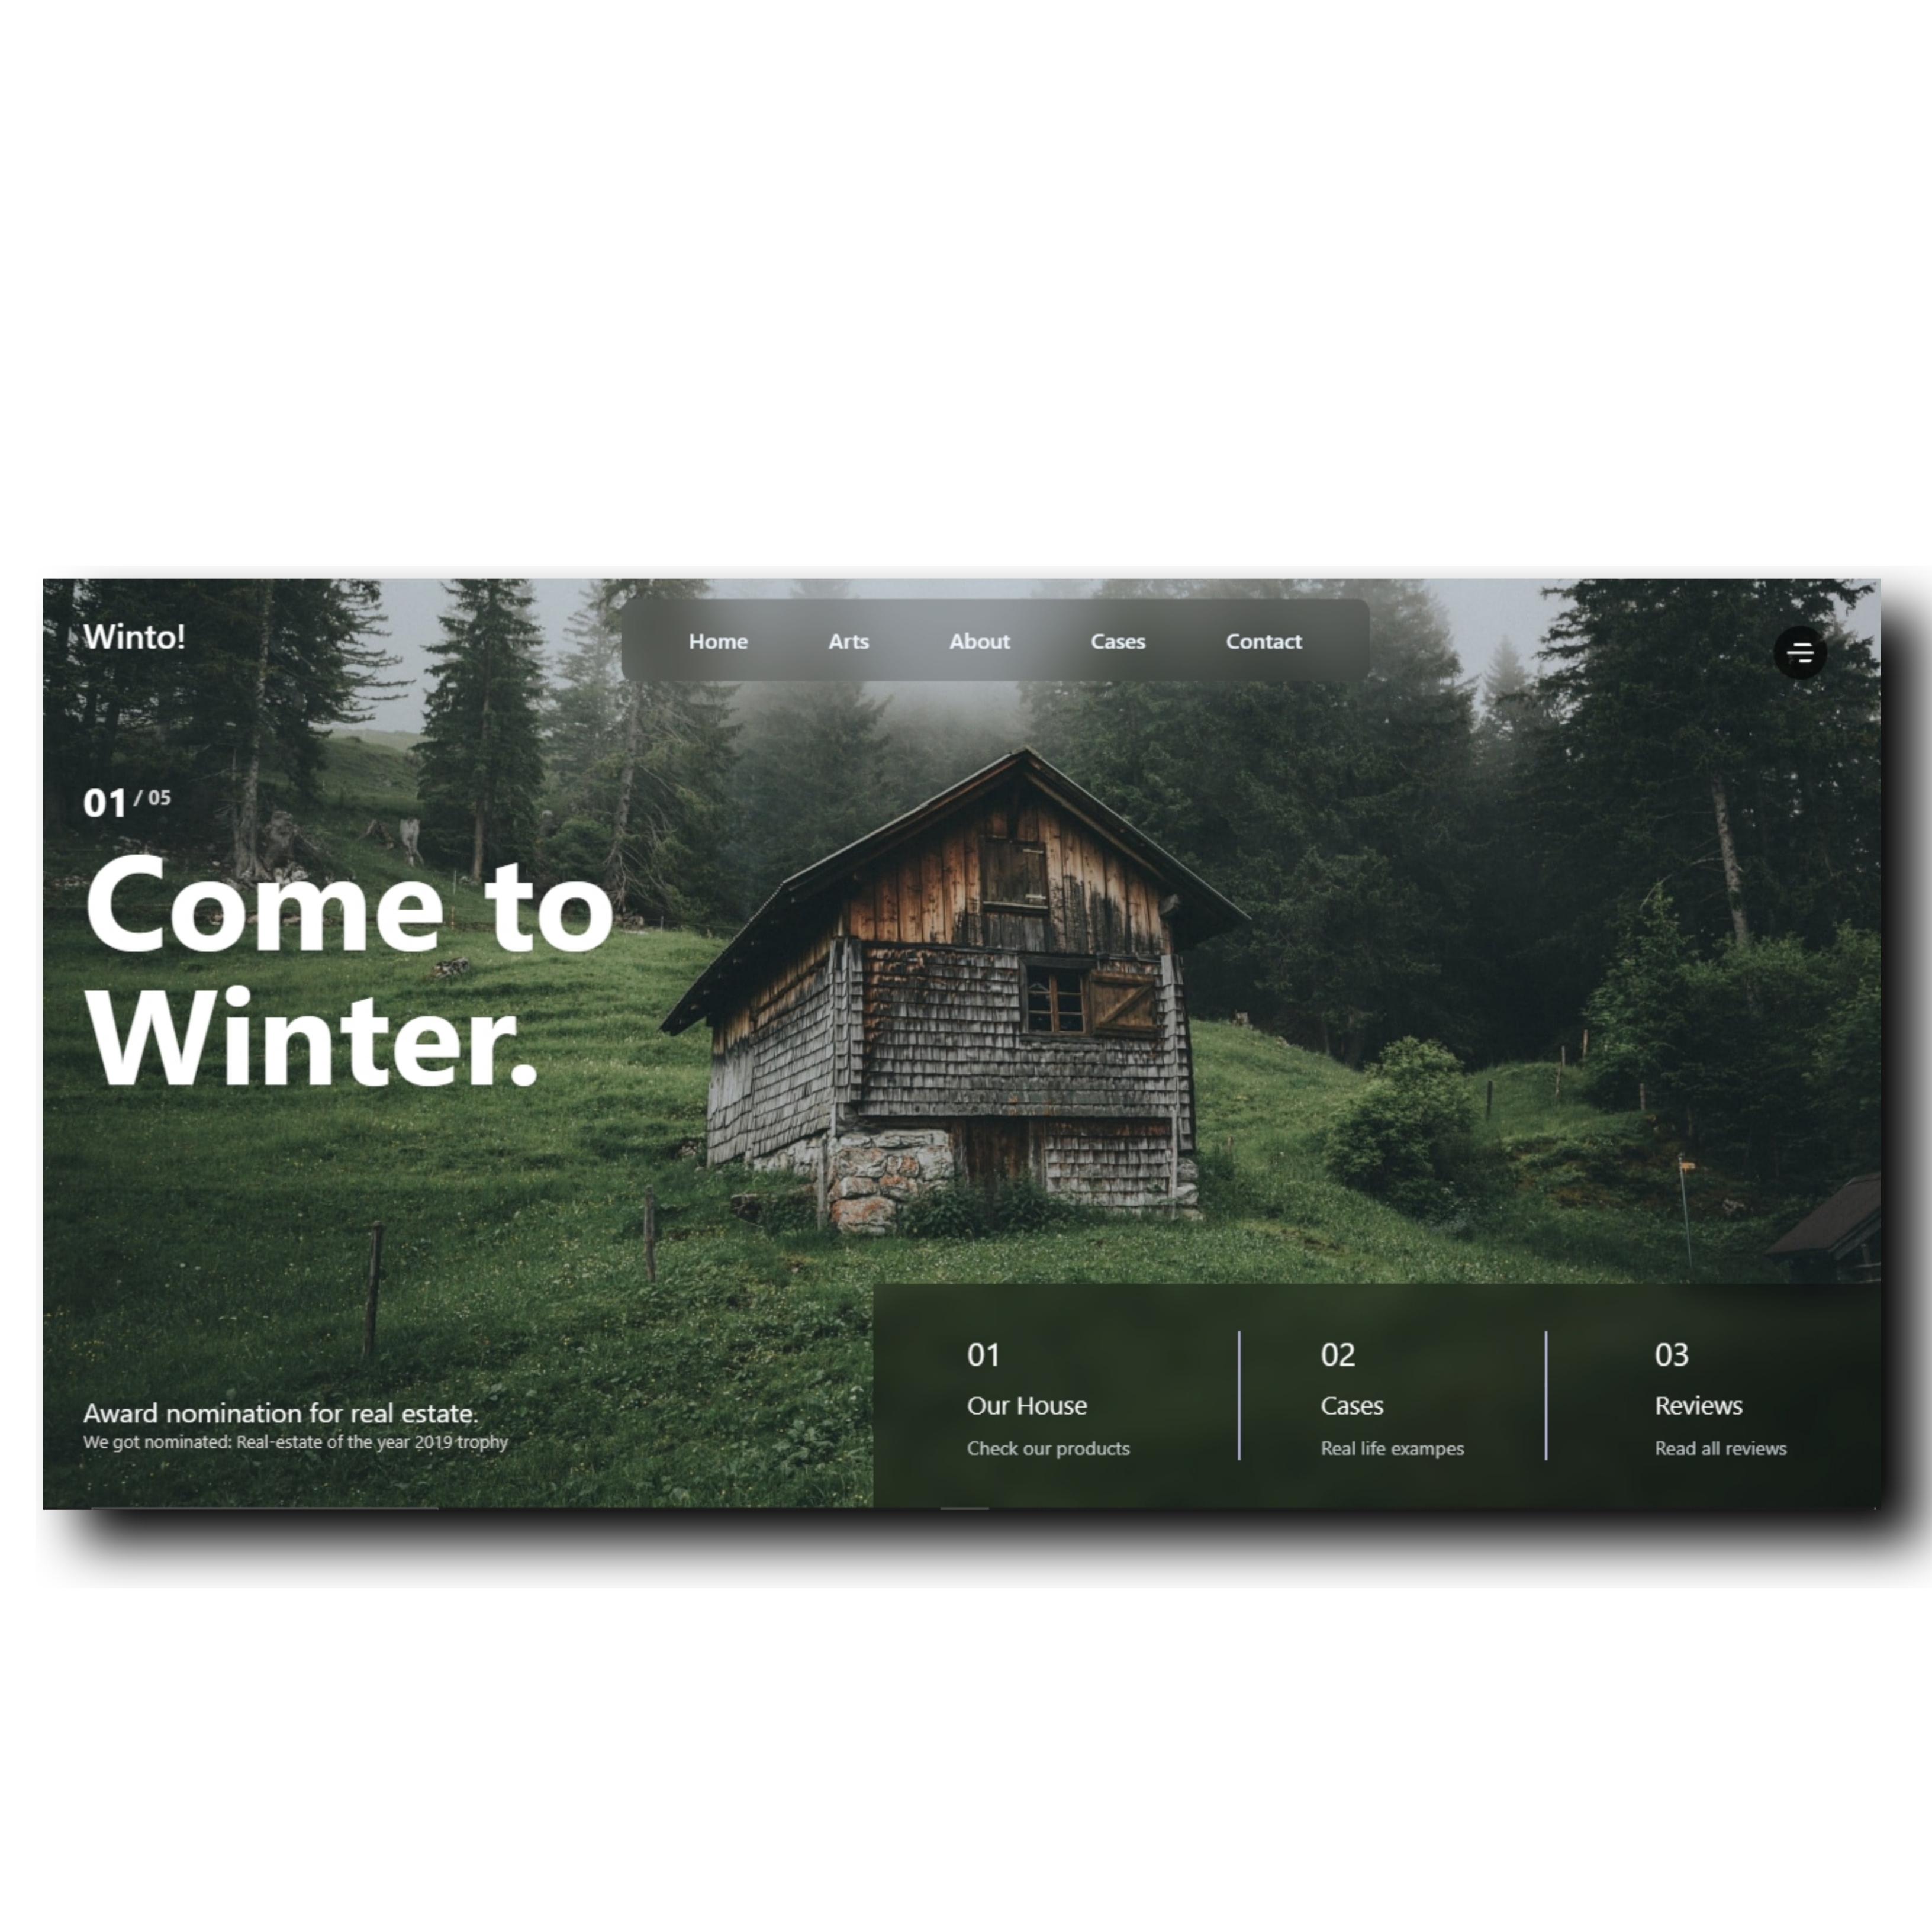 Winto!
Home Arts About Cases Contact
01 / 05
Come to
Winter.
Award nomination for real estate.
We got nominated: Real-estate of the year 2019 trophy
01
Our House
Check our products
02
Cases
Real life exampes
03
Reviews
Read all reviews